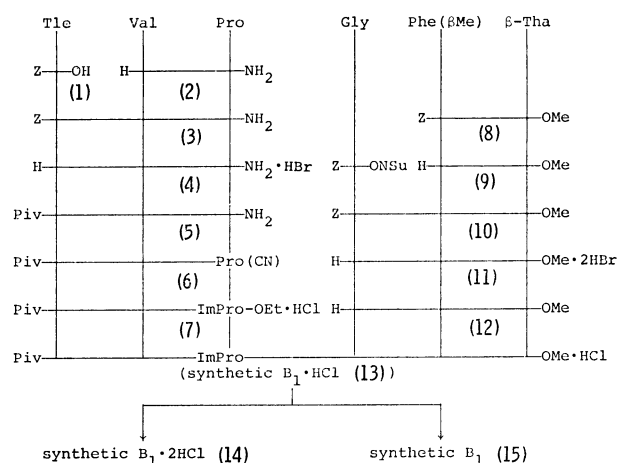 Tle Val Pro Gly Phe(βMe) β-Tha
Z OH H NH2
(1) (2)
Z NH2 Z OMe
(3) (8)
H NH2·HBr Z ONSu H OMe
(4) (9)
Piv NH2 Z OMe
(5) (10)
Piv Pro(CN) H OMe·2HBr
(6) (11)
Piv ImPro-OEt·HCl H OMe
(7) (12)
Piv ImPro OMe·HCl
(synthetic B1·HCl (13))
synthetic B1·2HCl (14) synthetic B1 (15)